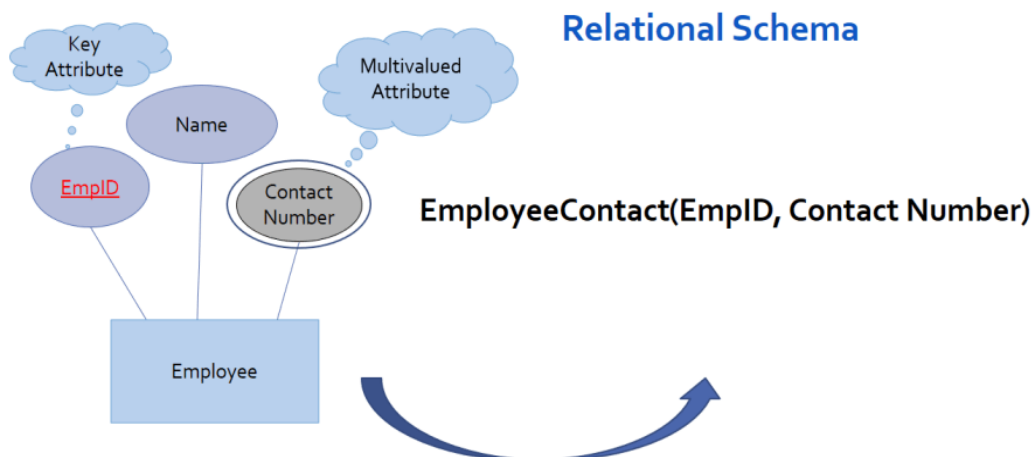 Relational Schema
Key
Attribute
Multivalued
Attribute
Name
EmpID
Contact
Number
EmployeeContact(EmpID, Contact Number)
Employee